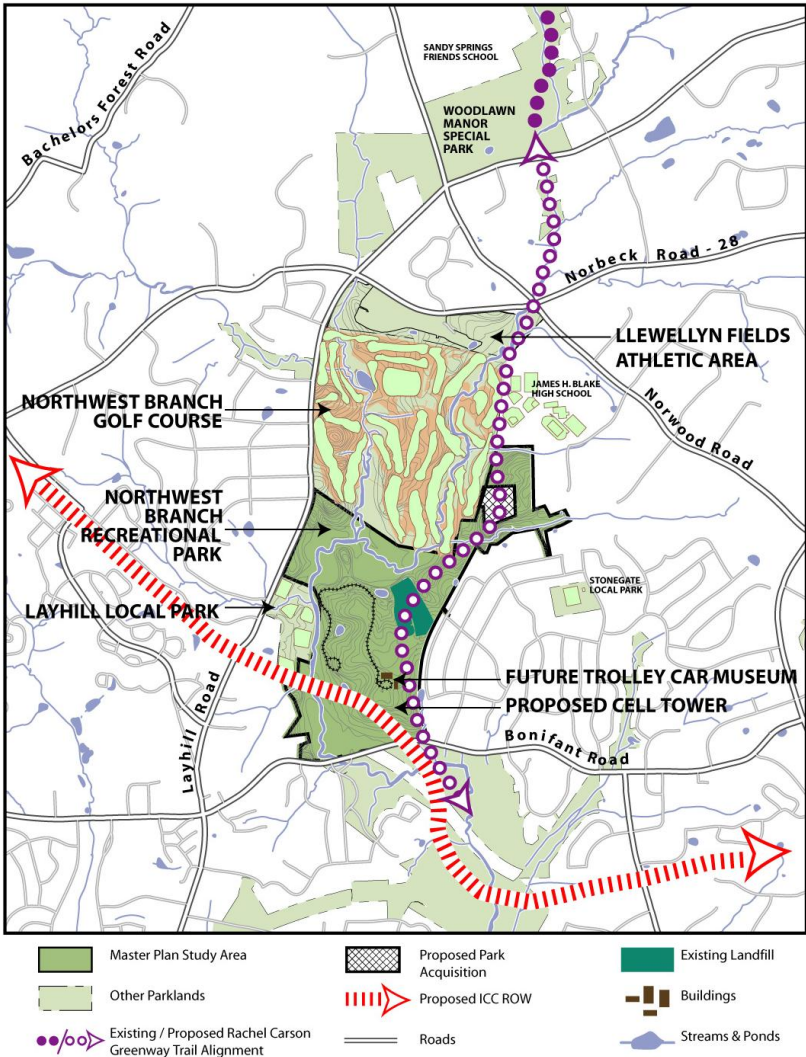 SANDY SPRINGS
FRIENDS SCHOOL
Bachelors Forest Road
WOODLAWN
MANOR
SPECIAL
PARK
Norbeck Road - 28
LLEWELLYN FIELDS
ATHLETIC AREA
JAMES H. BLAKE
HIGH SCHOOL
NORTHWEST BRANCH
GOLF COURSE
Norwood Road
NORTHWEST
BRANCH
RECREATIONAL
PARK
STONEGATE
LOCAL PARK
LAYHILL LOCAL PARK
FUTURE TROLLEY CAR MUSEUM
PROPOSED CELL TOWER
Layhill Road
Bonifant Road
Master Plan Study Area
Proposed Park
Acquisition
Existing Landfill
Other Parklands
Proposed ICC ROW
Buildings
Existing / Proposed Rachel Carson
Greenway Trail Alignment
Roads
Streams & Ponds